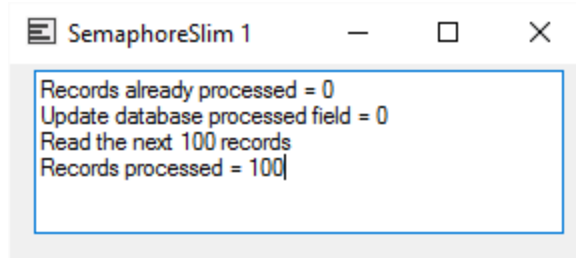 SemaphoreSlim 1
Records already processed = 0
Update database processed field = 0
Read the next 100 records
Records processed = 100